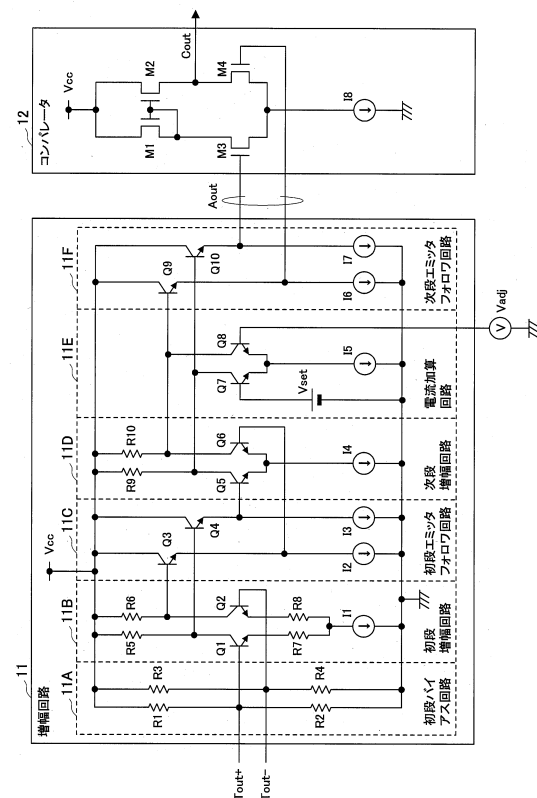 11
増幅回路
11A
11B
11C
11D
11E
11F
12
コンパレータ
Vcc
Vcc
R1
R3
R2
R4
初段バイ
アス回路
Tout+
Tout-
R5
R6
Q1
Q2
R7
R8
I1
初段
増幅回路
Q3
Q4
I2
I3
初段エミッタ
フォロワ回路
R9
R10
Q5
Q6
I4
次段
増幅回路
Q7
Q8
Vset
I5
電流加算
回路
Q9
Q10
I6
I7
次段エミッタ
フォロワ回路
V
Vadj
Aout
M1
M2
M3
M4
Cout
I8